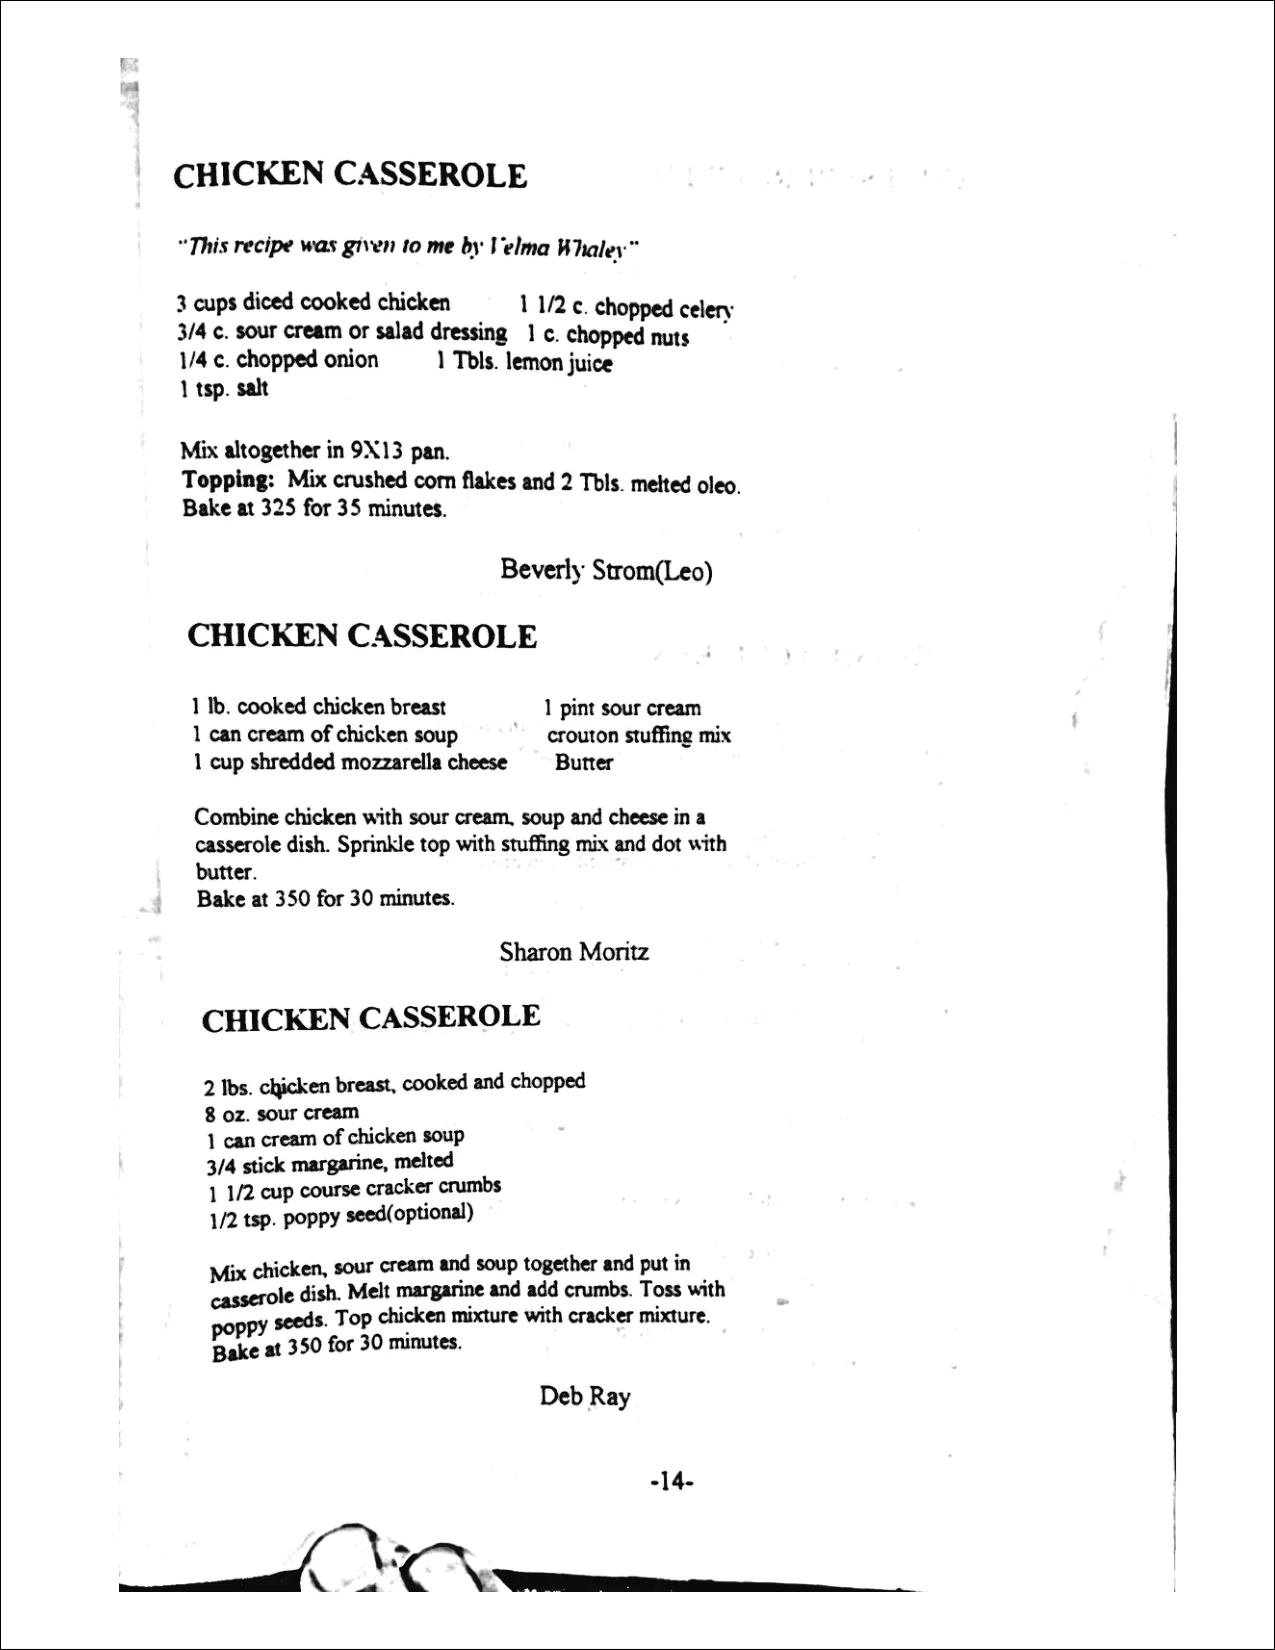 CHICKEN CASSEROLE
"This recipe was given to me by Velma Whaley"
3 cups diced cooked chicken 1 1/2 c. chopped celery
3/4 c. sour cream or salad dressing 1 c. chopped nuts
1/4 c. chopped onion 1 Tbls. lemon juice
1 tsp. salt
Mix altogether in 9X13 pan.
Topping: Mix crushed corn flakes and 2 Tbls. melted oleo.
Bake at 325 for 35 minutes.
Beverly Strom(Leo)
CHICKEN CASSEROLE
1 lb. cooked chicken breast 1 pint sour cream
1 can cream of chicken soup crouton stuffing mix
1 cup shredded mozzarella cheese Butter
Combine chicken with sour cream, soup and cheese in a
casserole dish. Sprinkle top with stuffing mix and dot with
butter.
Bake at 350 for 30 minutes.
Sharon Moritz
CHICKEN CASSEROLE
2 lbs. chicken breast, cooked and chopped
8 oz. sour cream
1 can cream of chicken soup
3/4 stick margarine, melted
1 1/2 cup course cracker crumbs
1/2 tsp. poppy seed(optional)
Mix chicken, sour cream and soup together and put in
casserole dish. Melt margarine and add crumbs. Toss with
poppy seeds. Top chicken mixture with cracker mixture.
Bake at 350 for 30 minutes.
Deb Ray
-14-